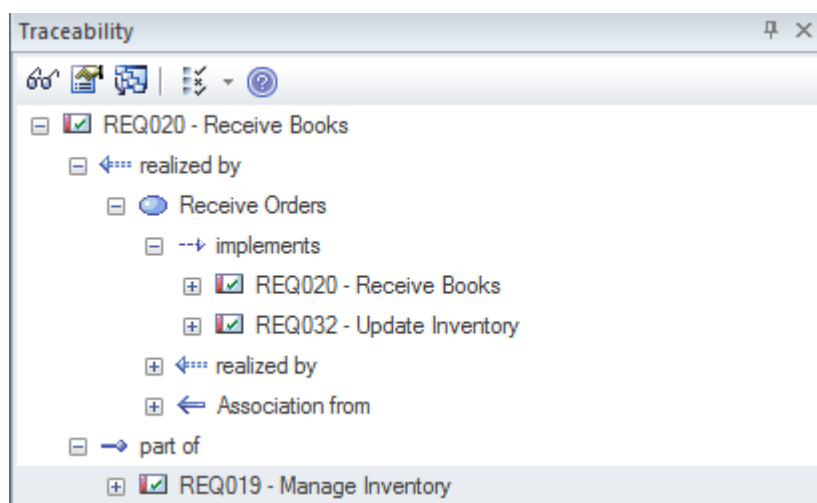 Traceability
REQ020 - Receive Books
realized by
Receive Orders
implements
REQ020 - Receive Books
REQ032 - Update Inventory
realized by
Association from
part of
REQ019 - Manage Inventory